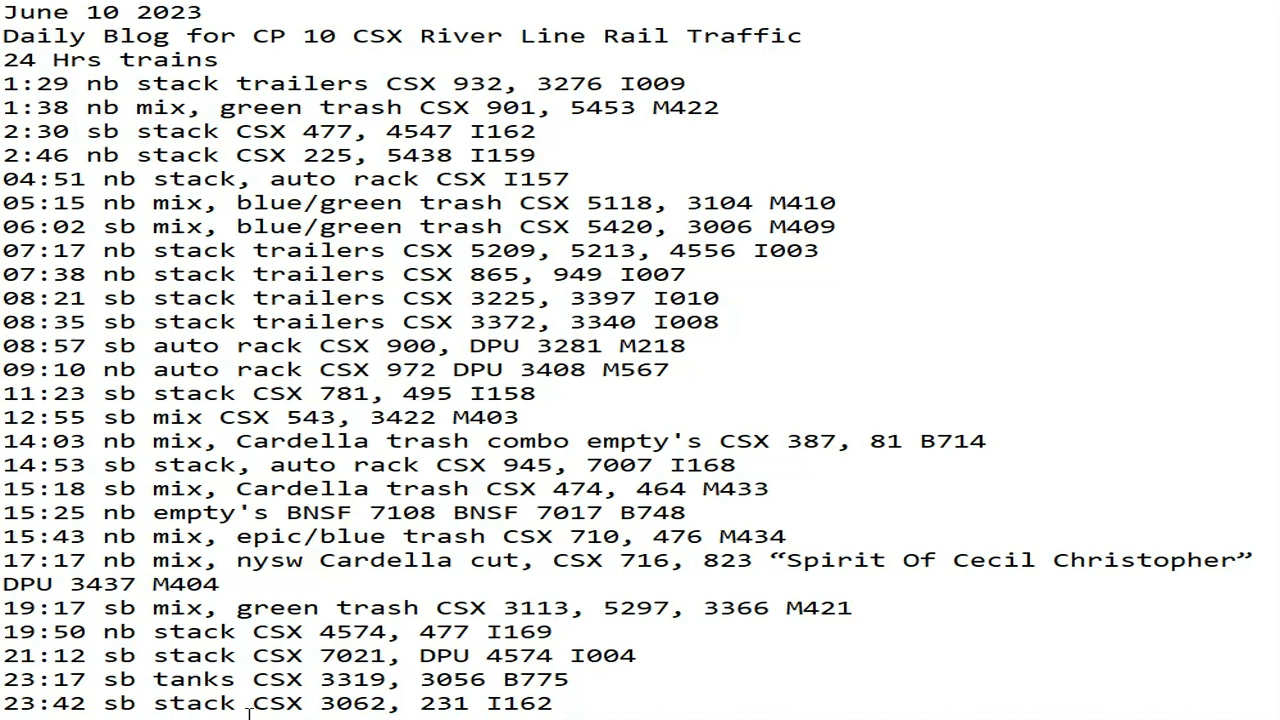 June 10 2023
Daily Blog for CP 10 CSX River Line Rail Traffic
24 Hrs trains
1:29 nb stack trailers CSX 932, 3276 I009
1:38 nb mix, green trash CSX 901, 5453 M422
2:30 sb stack CSX 477, 4547 I162
2:46 nb stack CSX 225, 5438 I159
04:51 nb stack, auto rack CSX I157
05:15 nb mix, blue/green trash CSX 5118, 3104 M410
06:02 sb mix, blue/green trash CSX 5420, 3006 M409
07:17 nb stack trailers CSX 5209, 5213, 4556 I003
07:38 nb stack trailers CSX 865, 949 I007
08:21 sb stack trailers CSX 3225, 3397 I010
08:35 sb stack trailers CSX 3372, 3340 I008
08:57 sb auto rack CSX 900, DPU 3281 M218
09:10 nb auto rack CSX 972 DPU 3408 M567
11:23 sb stack CSX 781, 495 I158
12:55 sb mix CSX 543, 3422 M403
14:03 nb mix, Cardella trash combo empty's CSX 387, 81 B714
14:53 sb stack, auto rack CSX 945, 7007 I168
15:18 sb mix, Cardella trash CSX 474, 464 M433
15:25 nb empty's BNSF 7108 BNSF 7017 B748
15:43 nb mix, epic/blue trash CSX 710, 476 M434
17:17 nb mix, nysw Cardella cut, CSX 716, 823 “Spirit Of Cecil Christopher”
DPU 3437 M404
19:17 sb mix, green trash CSX 3113, 5297, 3366 M421
19:50 nb stack CSX 4574, 477 I169
21:12 sb stack CSX 7021, DPU 4574 I004
23:17 sb tanks CSX 3319, 3056 B775
23:42 sb stack CSX 3062, 231 I162